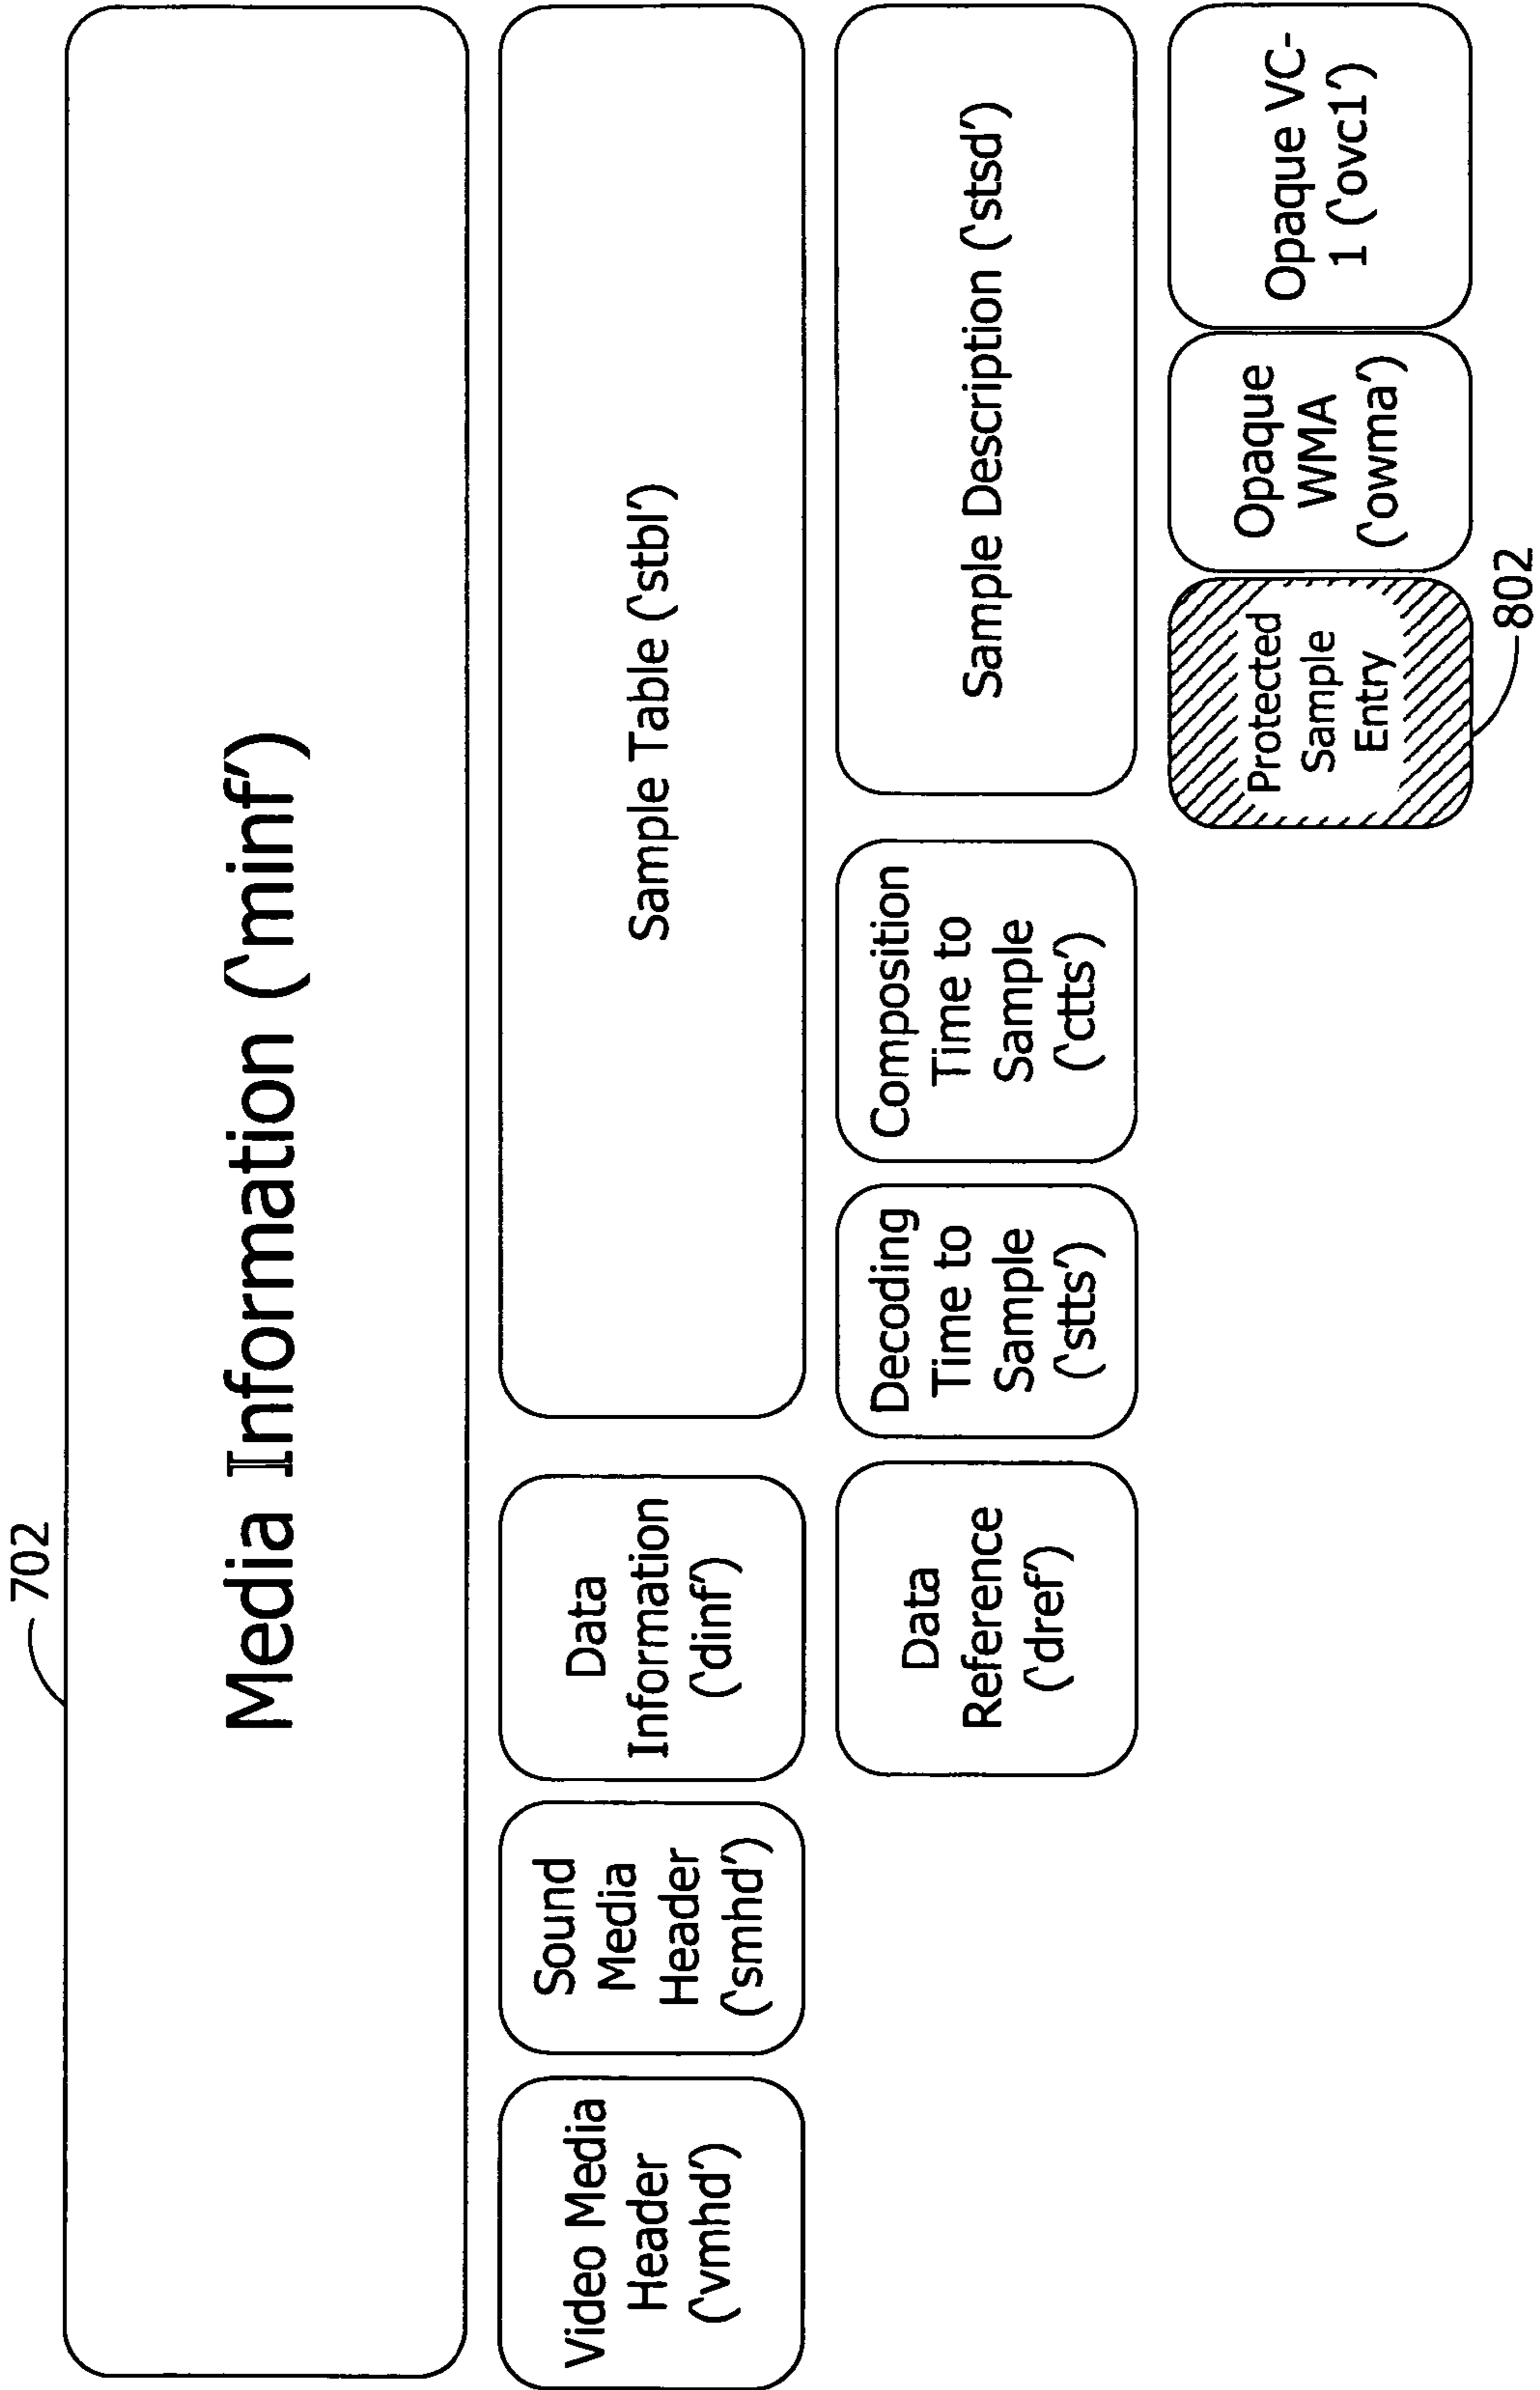 702
Media Information (‘minf’)
Video Media
Header
(‘vmhd’)
Sound
Media
Header
(‘smhd’)
Data
Information
(‘dinf’)
Sample Table (‘stbl’)
Data
Reference
(‘dref’)
Decoding
Time to
Sample
(‘stts’)
Composition
Time to
Sample
(‘ctts’)
Sample Description (‘stsd’)
Protected
Sample
Entry
Opaque
WMA
(‘owma’)
Opaque VC-
1 (‘ovc1’)
802